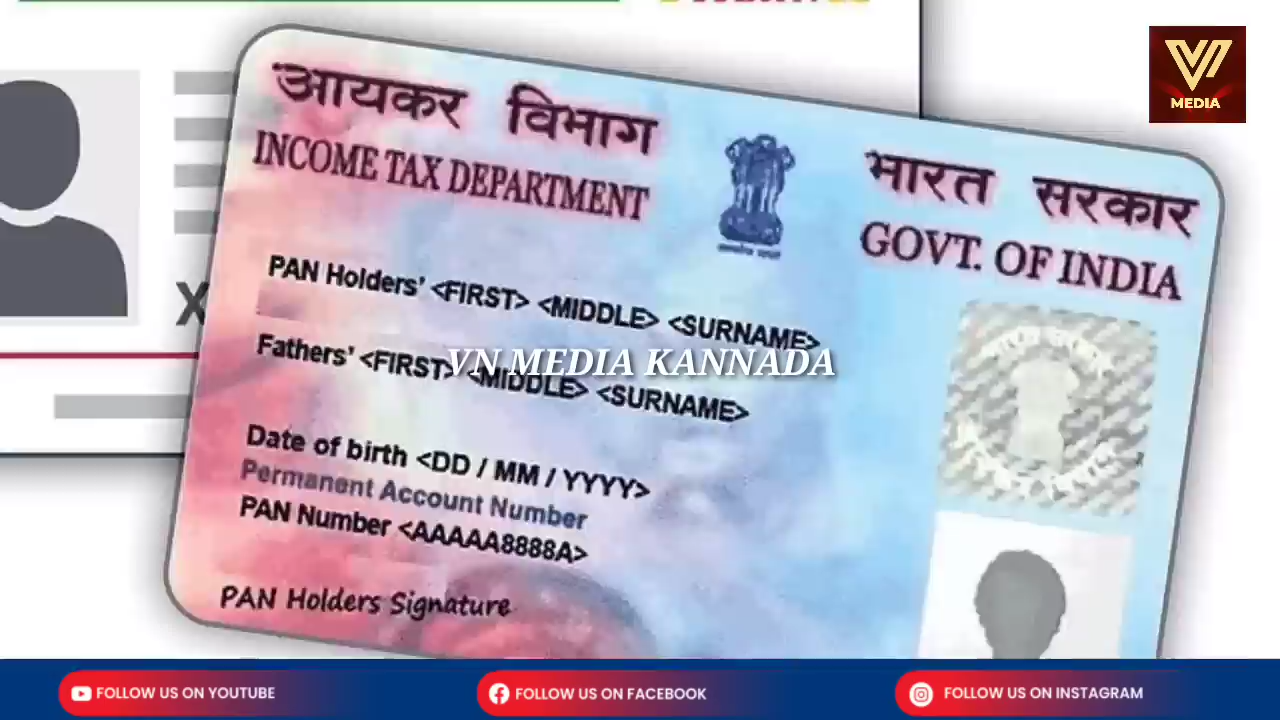 VN
MEDIA
आयकर विभाग
INCOME TAX DEPARTMENT
भारत सरकार
GOVT. OF INDIA
PAN Holders' <FIRST> <MIDDLE> <SURNAME>
Fathers' <FIRST> <MIDDLE> <SURNAME>
VN MEDIA KANNADA
Date of birth <DD / MM / YYYY>
Permanent Account Number
PAN Number <AAAAA8888A>
PAN Holders Signature
X
FOLLOW US ON YOUTUBE
FOLLOW US ON FACEBOOK
FOLLOW US ON INSTAGRAM